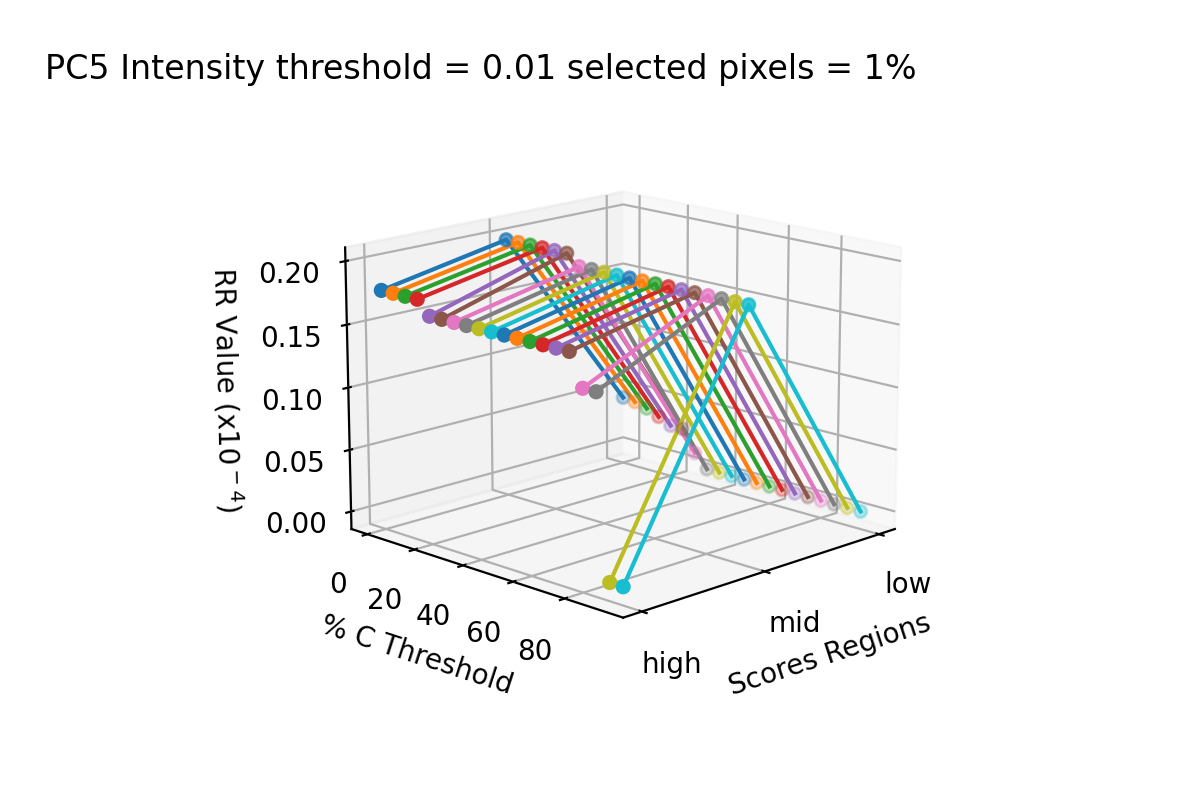 PC5 Intensity threshold = 0.01 selected pixels = 1%
RR Value (x10⁻⁴)
0.20
0.15
0.10
0.05
0.00
0
20
40
60
80
% C Threshold
high
mid
low
Scores Regions